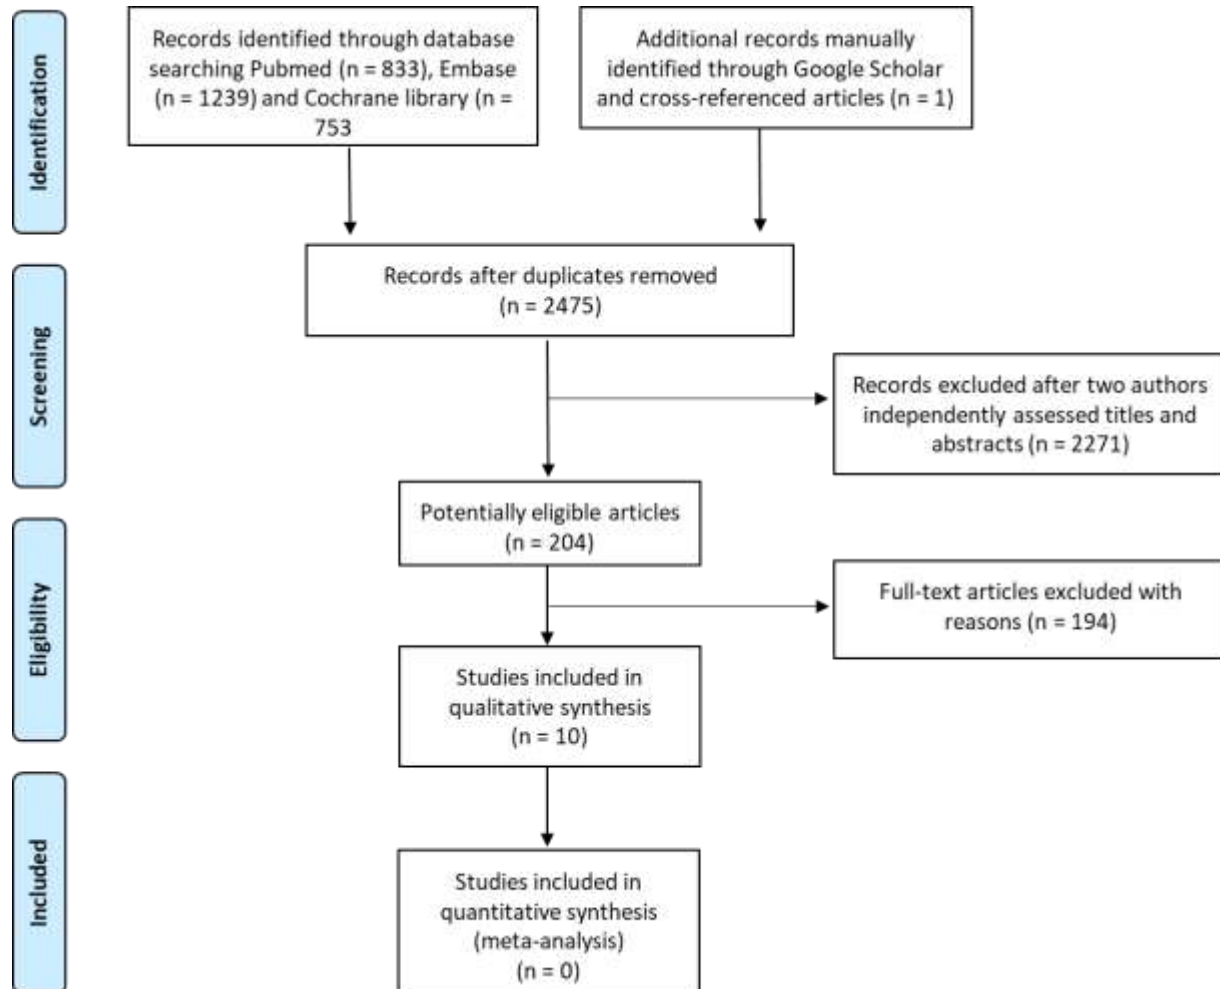 Identification
Records identified through database
searching Pubmed (n = 833), Embase
(n = 1239) and Cochrane library (n =
753
Additional records manually
identified through Google Scholar
and cross-referenced articles (n = 1)
Screening
Records after duplicates removed
(n = 2475)
Records excluded after two authors
independently assessed titles and
abstracts (n = 2271)
Potentially eligible articles
(n = 204)
Eligibility
Full-text articles excluded with
reasons (n = 194)
Studies included in
qualitative synthesis
(n = 10)
Included
Studies included in
quantitative synthesis
(meta-analysis)
(n = 0)